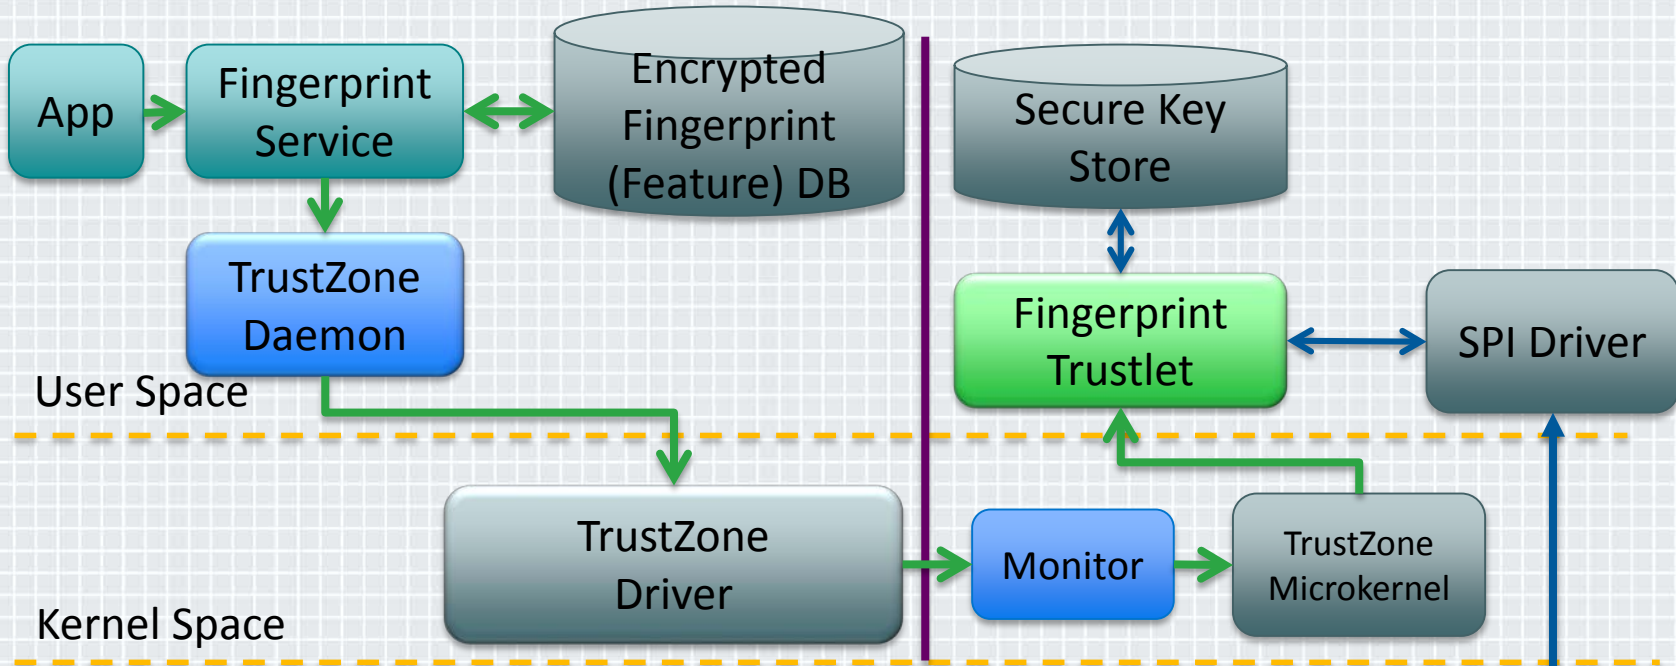 App
Fingerprint
Service
Encrypted
Fingerprint
(Feature) DB
Secure Key
Store
TrustZone
Daemon
Fingerprint
Trustlet
SPI Driver
User Space
TrustZone
Driver
Monitor
TrustZone
Microkernel
Kernel Space